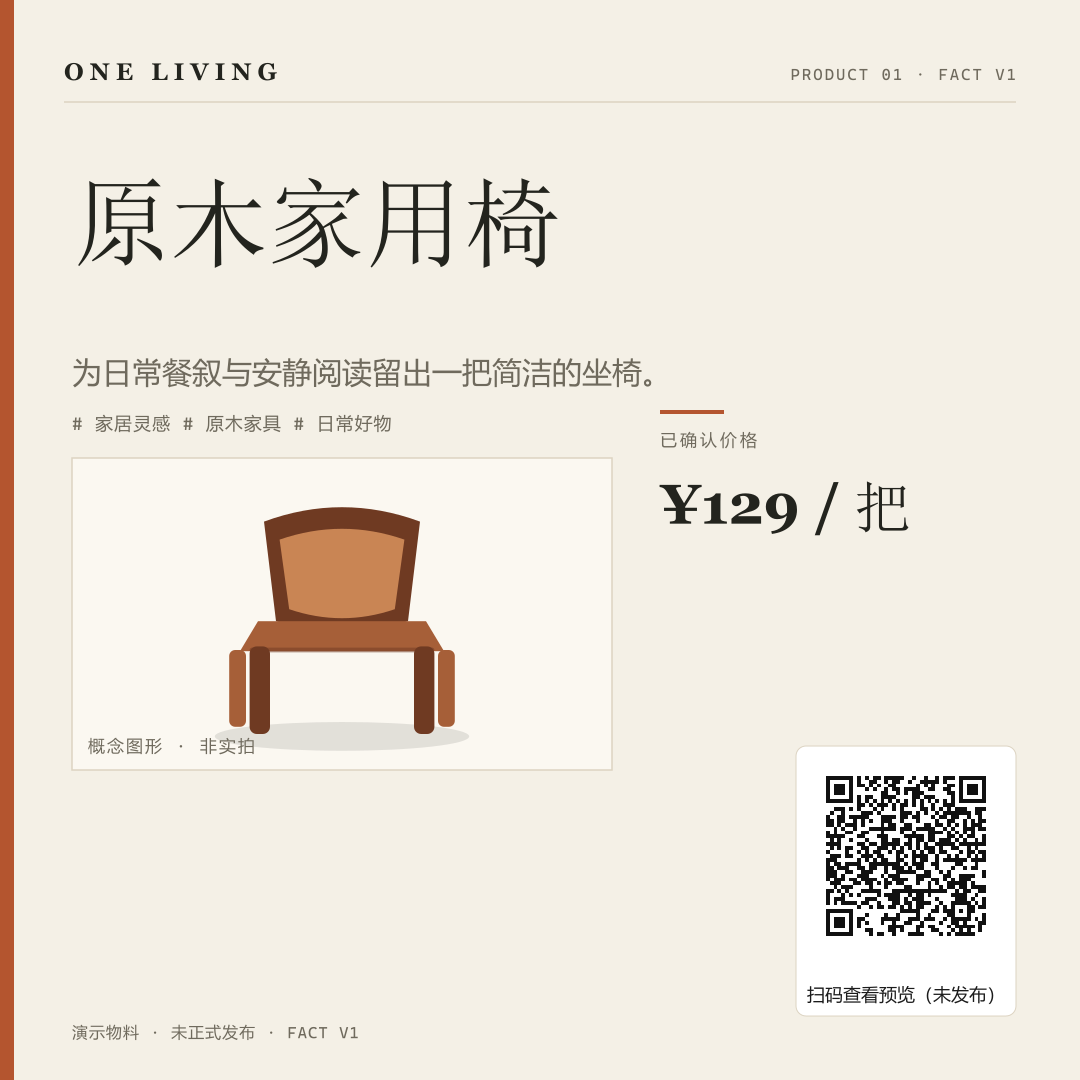 ONE LIVING
PRODUCT 01 · FACT V1
原木家用椅
为日常餐叙与安静阅读留出一把简洁的坐椅。
# 家居灵感 # 原木家具 # 日常好物
已确认价格
¥129 / 把
概念图形 · 非实拍
扫码查看预览（未发布）
演示物料 · 未正式发布 · FACT V1